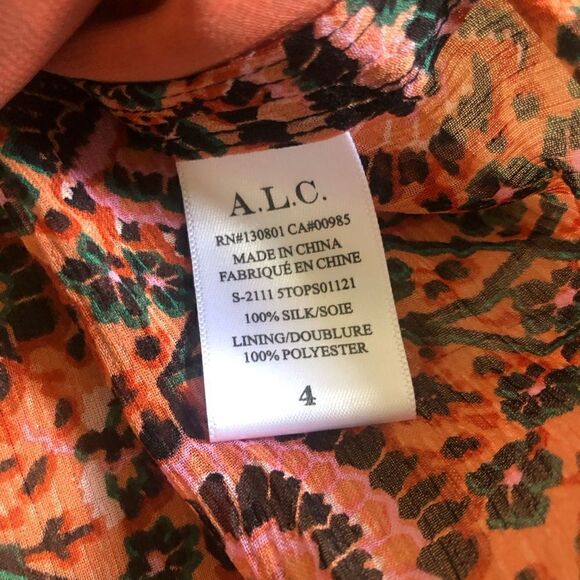 A.L.C.
RN#130801 CA#00985
MADE IN CHINA
FABRIQUÉ EN CHINE
S-2111 5TOPS01121
100% SILK/SOIE
LINING/DOUBLURE
100% POLYESTER
4